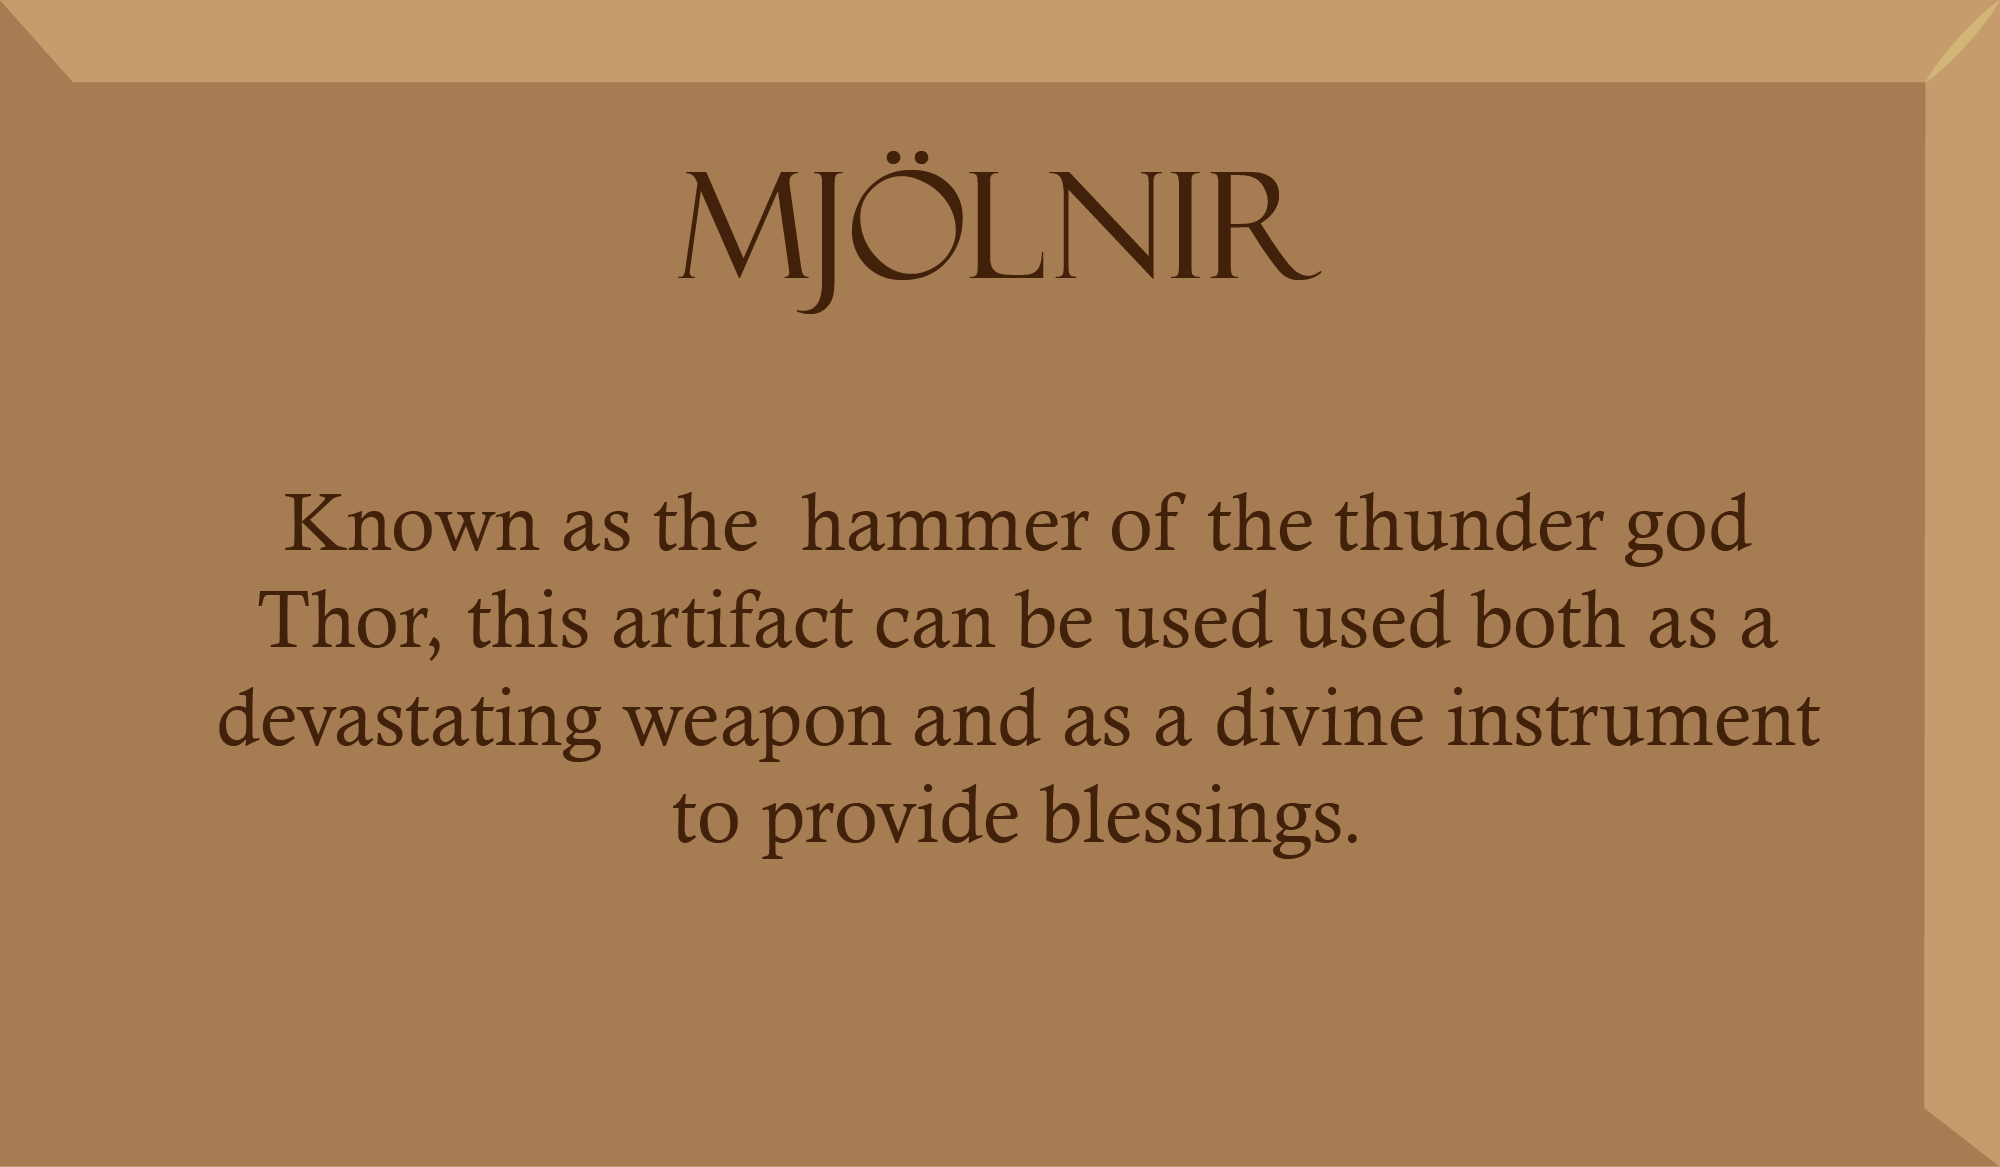 MJÖLNIR
Known as the  hammer of the thunder god
Thor, this artifact can be used used both as a
devastating weapon and as a divine instrument
to provide blessings.